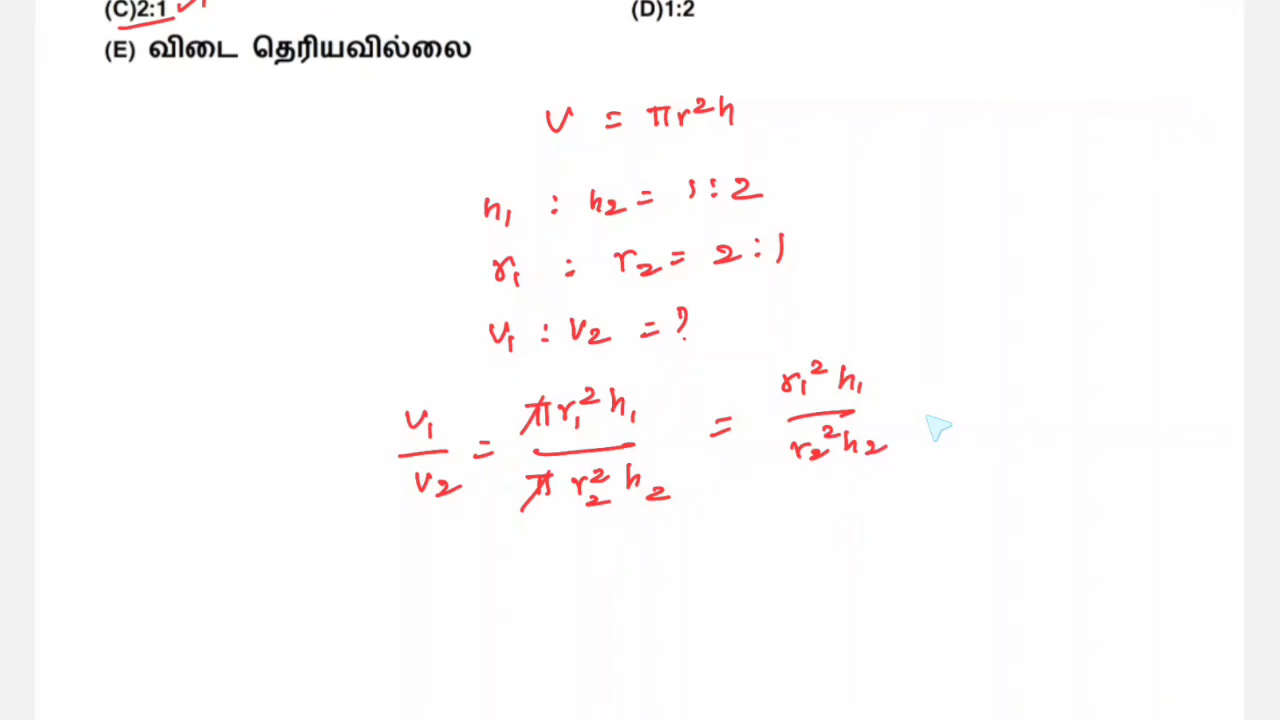 (C)2:1 ✓ (D)1:2
(E) விடை தெரியவில்லை
V = πr²h
h₁ : h₂ = 1:2
r₁ : r₂ = 2:1
V₁ : V₂ = ?
V₁/V₂ = πr₁²h₁/πr₂²h₂ = r₁²h₁/r₂²h₂